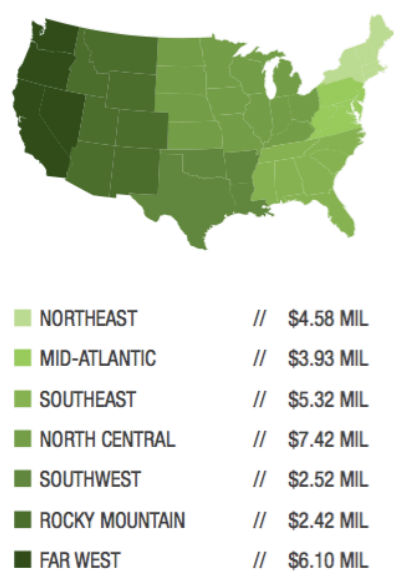 NORTHEAST // $4.58 MIL
MID-ATLANTIC // $3.93 MIL
SOUTHEAST // $5.32 MIL
NORTH CENTRAL // $7.42 MIL
SOUTHWEST // $2.52 MIL
ROCKY MOUNTAIN // $2.42 MIL
FAR WEST // $6.10 MIL